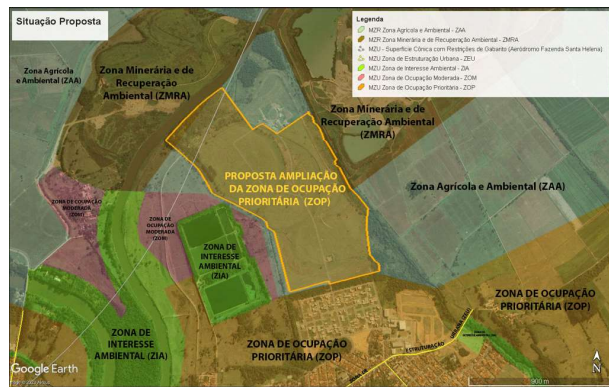 Situação Proposta
Legenda
MZR Zona Agrícola e Ambiental - ZAA
MZR Zona Minerária e de Recuperação Ambiental - ZMRA
MZU - Superfície Cônica com Restrições de Gabarito (Aeródromo Fazenda Santa Helena)
MZU Zona de Estruturação Urbana - ZEU
MZU Zona de Interesse Ambiental - ZIA
MZU Zona de Ocupação Moderada - ZOM
MZU Zona de Ocupação Prioritária - ZOP
Zona Agrícola
e Ambiental (ZAA)
Zona Minerária e de
Recuperação
Ambiental (ZMRA)
Zona Minerária e de
Recuperação Ambiental
(ZMRA)
PROPOSTA AMPLIAÇÃO
DA ZONA DE OCUPAÇÃO
PRIORITÁRIA (ZOP)
Zona Agrícola e Ambiental (ZAA)
ZONA DE OCUPAÇÃO
MODERADA
(ZOM)
ZONA DE
OCUPAÇÃO
MODERADA
(ZOM)
ZONA DE
INTERESSE
AMBIENTAL
(ZIA)
ZONA DE
INTERESSE
AMBIENTAL (ZIA)
ZONA DE OCUPAÇÃO
PRIORITÁRIA (ZOP)
ZONA DE OCUPAÇÃO
PRIORITÁRIA (ZOP)
ZONA DE
ESTRUTURAÇÃO
URBANA (ZEU)
Google Earth
900 m
N